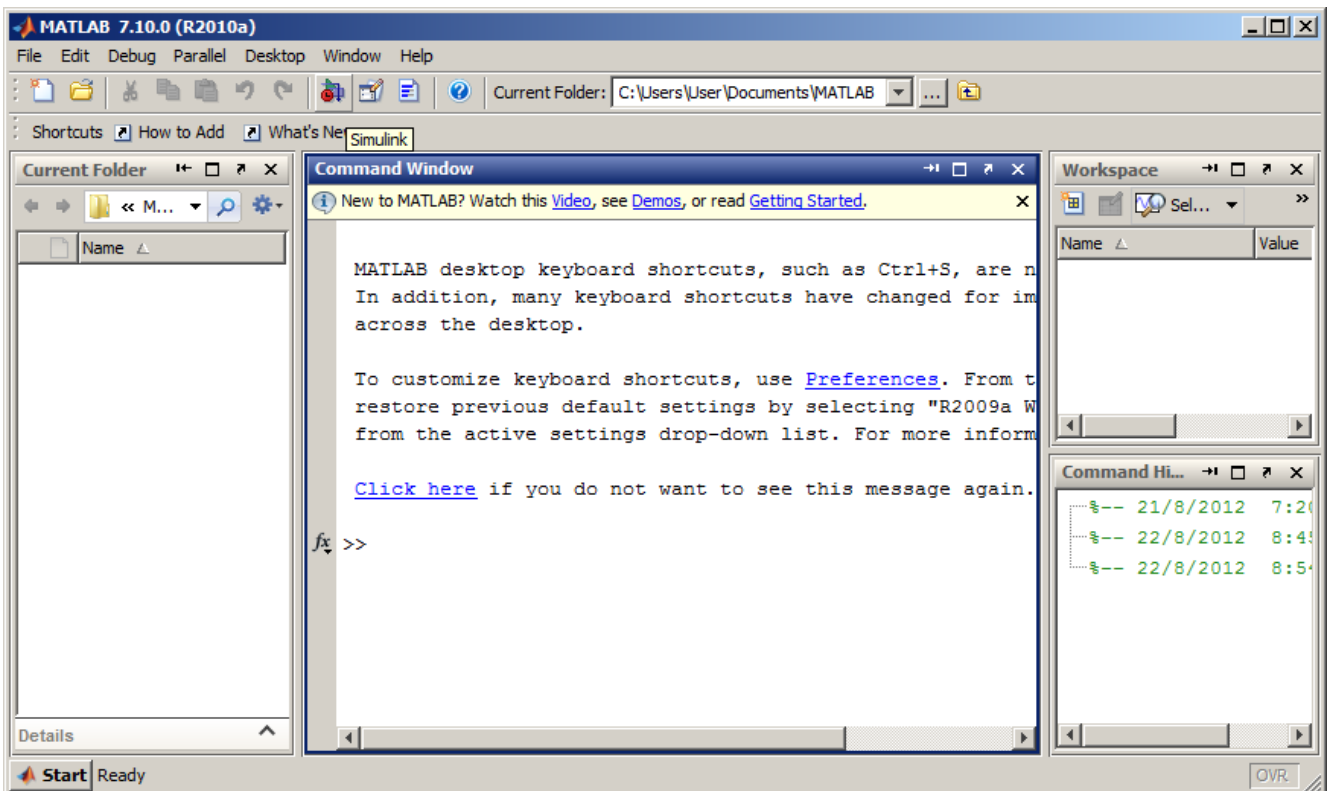 MATLAB 7.10.0 (R2010a)
File Edit Debug Parallel Desktop Window Help
Current Folder: C:\Users\User\Documents\MATLAB ...
Shortcuts How to Add What's Ne
Simulink
Current Folder
« M...
Name
Details
Command Window
New to MATLAB? Watch this Video, see Demos, or read Getting Started.
MATLAB desktop keyboard shortcuts, such as Ctrl+S, are n
In addition, many keyboard shortcuts have changed for im
across the desktop.
To customize keyboard shortcuts, use Preferences. From t
restore previous default settings by selecting "R2009a W
from the active settings drop-down list. For more inform
Click here if you do not want to see this message again.
fx >>
Workspace
Sel... »
Name Value
Command Hi...
%-- 21/8/2012 7:20
%-- 22/8/2012 8:45
%-- 22/8/2012 8:54
Start Ready
OVR